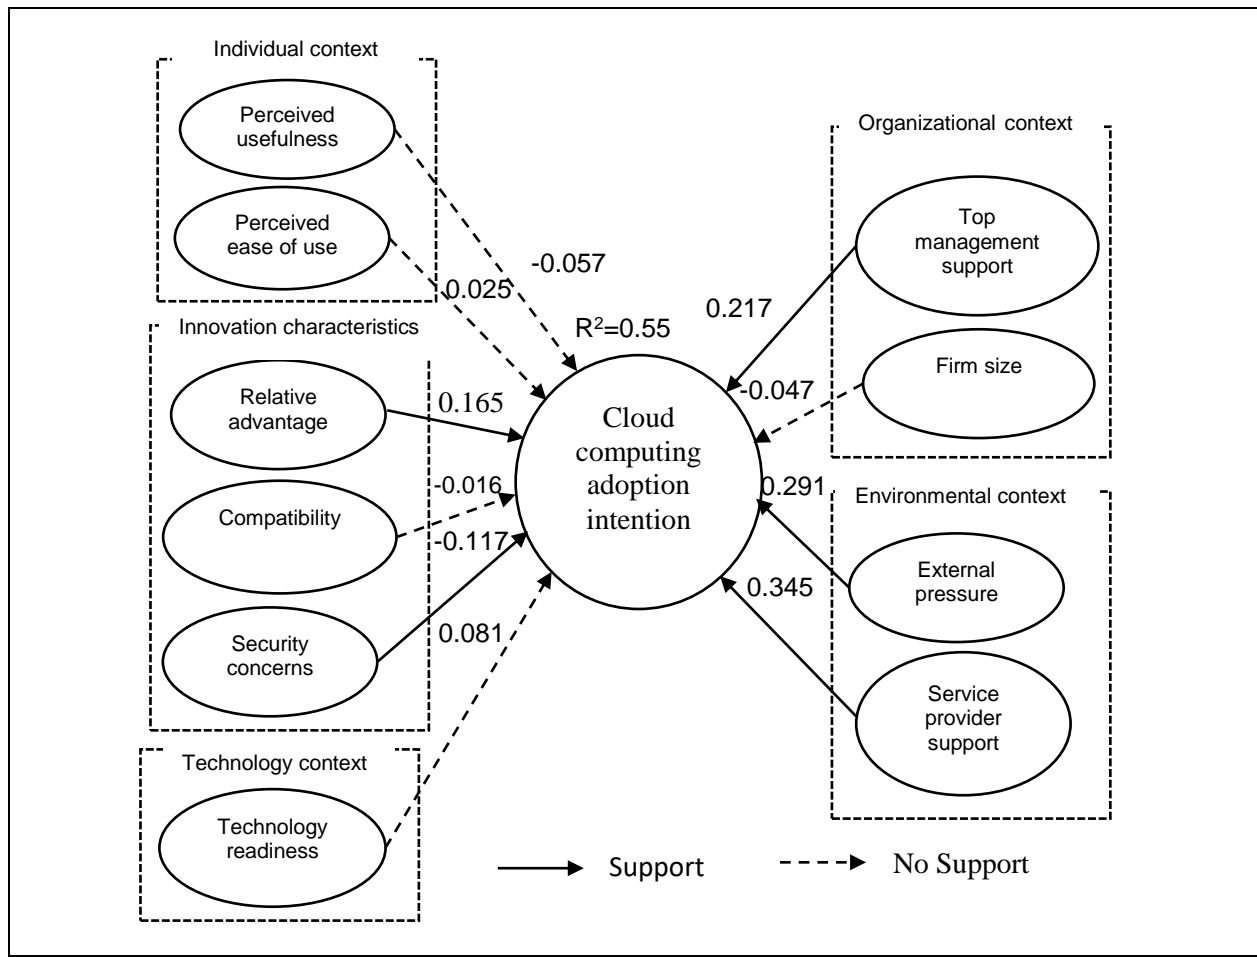 Individual context
Perceived
usefulness
Perceived
ease of use
-0.057
0.025
Innovation characteristics
Relative
advantage
0.165
Compatibility
-0.016
-0.117
Security
concerns
0.081
Technology context
Technology
readiness
R²=0.55
Cloud
computing
adoption
intention
Organizational context
Top
management
support
0.217
Firm size
-0.047
Environmental context
0.291
External
pressure
0.345
Service
provider
support
Support
No Support